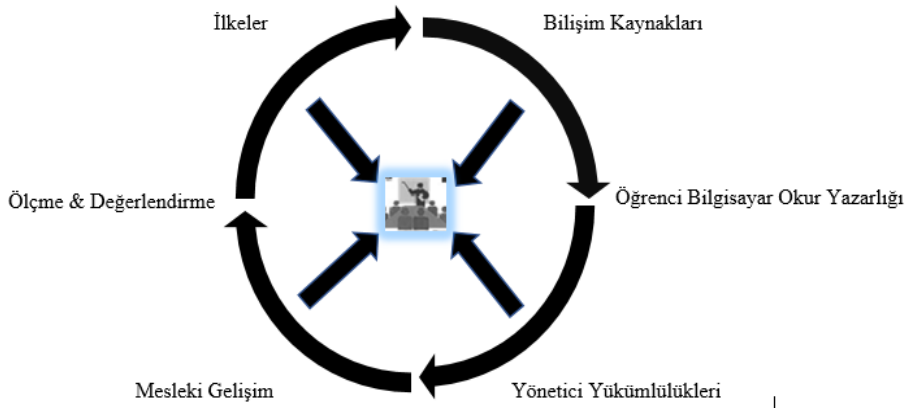 İlkeler
Bilişim Kaynakları
Ölçme & Değerlendirme
Öğrenci Bilgisayar Okur Yazarlığı
Mesleki Gelişim
Yönetici Yükümlülükleri